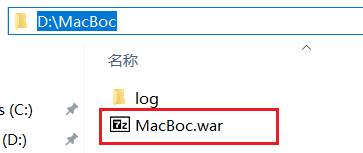 D:\MacBoc
名称
log
MacBoc.war
s (C:)
(D:)